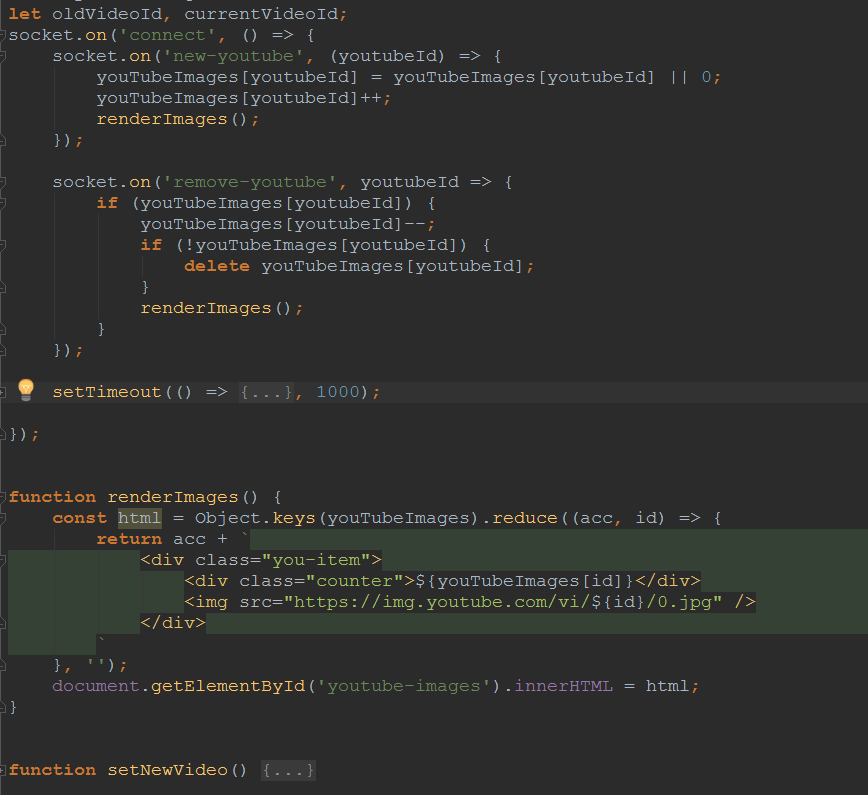 let oldVideoId, currentVideoId;
socket.on('connect', () => {
    socket.on('new-youtube', (youtubeId) => {
        youTubeImages[youtubeId] = youTubeImages[youtubeId] || 0;
        youTubeImages[youtubeId]++;
        renderImages();
    });

    socket.on('remove-youtube', youtubeId => {
        if (youTubeImages[youtubeId]) {
            youTubeImages[youtubeId]--;
            if (!youTubeImages[youtubeId]) {
                delete youTubeImages[youtubeId];
            }
            renderImages();
        }
    });

    setTimeout(() => {...}, 1000);

});

function renderImages() {
    const html = Object.keys(youTubeImages).reduce((acc, id) => {
        return acc + `
            <div class="you-item">
                <div class="counter">${youTubeImages[id]}</div>
                <img src="https://img.youtube.com/vi/${id}/0.jpg" />
            </div>
        `
    }, '');
    document.getElementById('youtube-images').innerHTML = html;
}

function setNewVideo() {...}